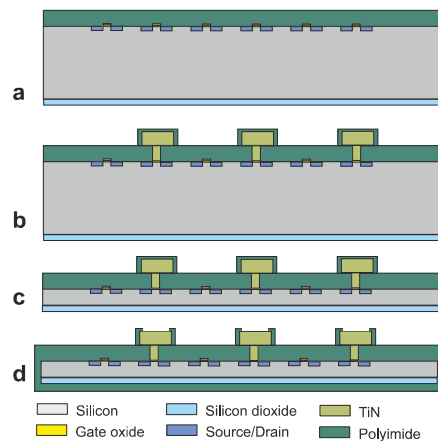 a
b
c
d
Silicon Silicon dioxide TiN
Gate oxide Source/Drain Polyimide